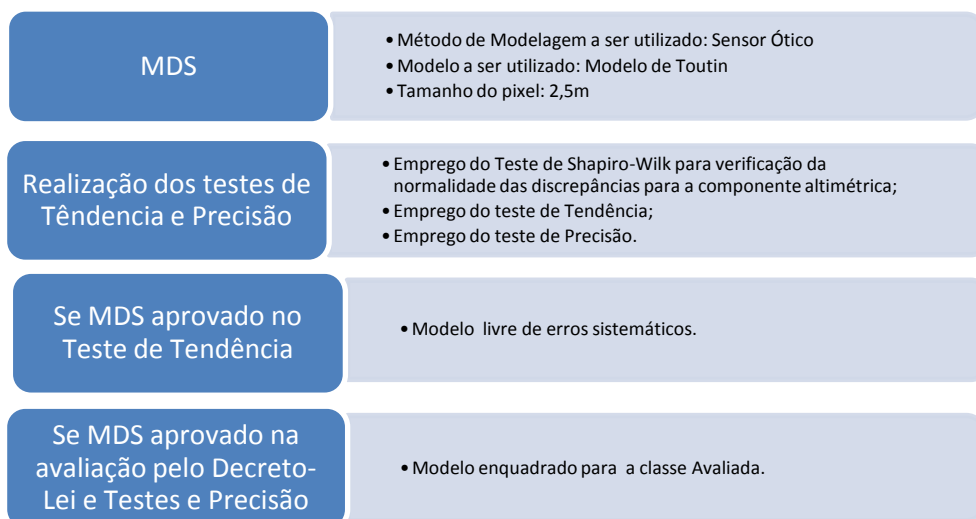 MDS
• Método de Modelagem a ser utilizado: Sensor Ótico
• Modelo a ser utilizado: Modelo de Toutin
• Tamanho do pixel: 2,5m
Realização dos testes de
Têndencia e Precisão
• Emprego do Teste de Shapiro-Wilk para verificação da
normalidade das discrepâncias para a componente altimétrica;
• Emprego do teste de Tendência;
• Emprego do teste de Precisão.
Se MDS aprovado no
Teste de Tendência
• Modelo livre de erros sistemáticos.
Se MDS aprovado na
avaliação pelo Decreto-
Lei e Testes e Precisão
• Modelo enquadrado para a classe Avaliada.